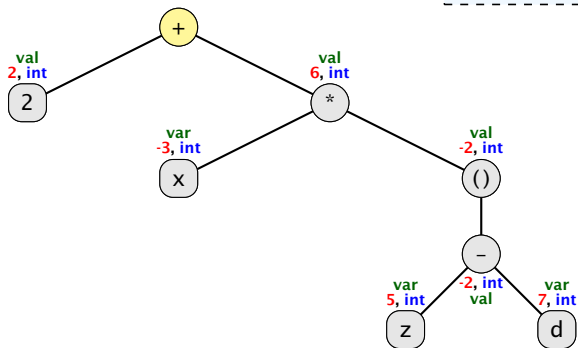 +
val
2, int
2
val
6, int
*
var
-3, int
x
val
-2, int
()
–
-2, int
val
var
5, int
z
var
7, int
d